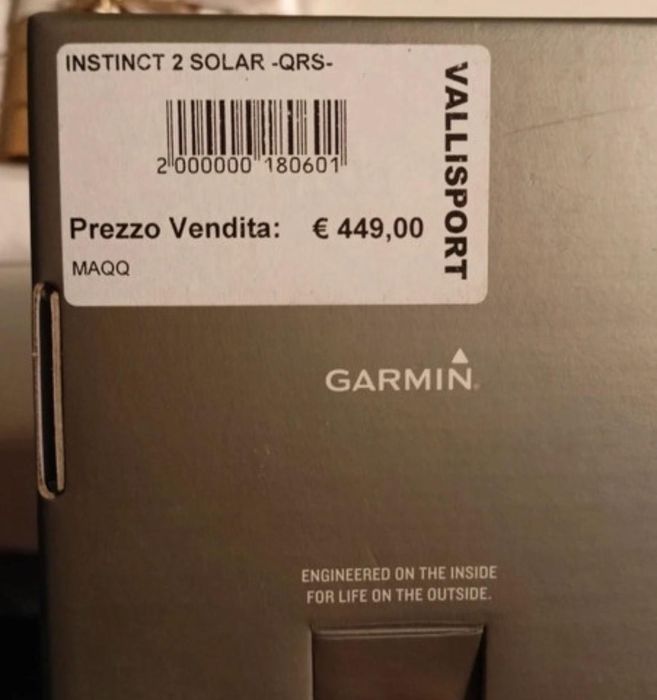 INSTINCT 2 SOLAR -QRS-
2 000000 180601
Prezzo Vendita: € 449,00
MAQQ
VALLISPORT
GARMIN.
ENGINEERED ON THE INSIDE
FOR LIFE ON THE OUTSIDE.